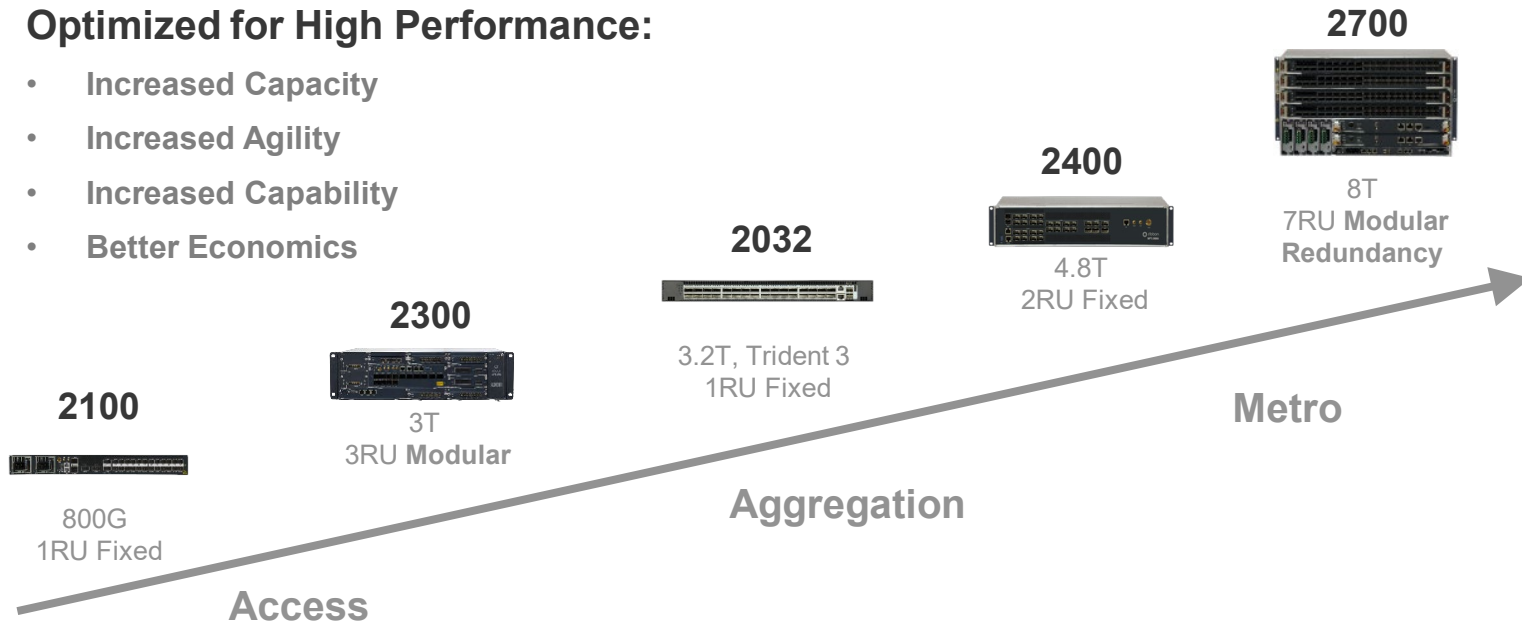 Optimized for High Performance:
• Increased Capacity
• Increased Agility
• Increased Capability
• Better Economics
2100
800G
1RU Fixed
2300
3T
3RU Modular
2032
3.2T, Trident 3
1RU Fixed
2400
4.8T
2RU Fixed
2700
8T
7RU Modular
Redundancy
Access
Aggregation
Metro